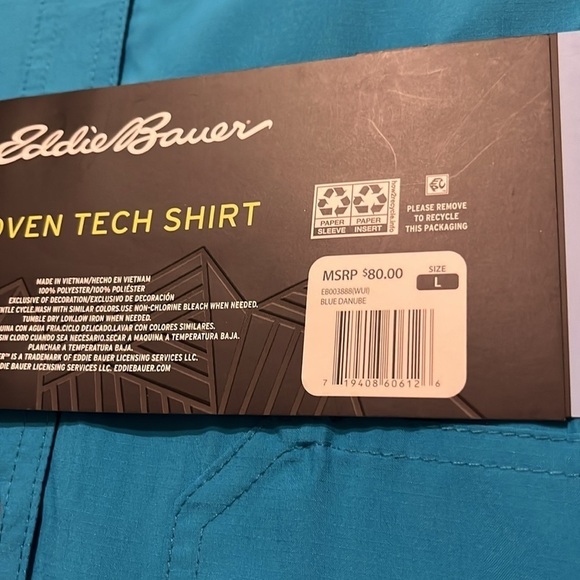 Eddie Bauer
OVEN TECH SHIRT
MADE IN VIETNAM/HECHO EN VIETNAM
100% POLYESTER/100% POLIÉSTER
EXCLUSIVE OF DECORATION/EXCLUSIVO DE DECORACIÓN
NTLE CYCLE.WASH WITH SIMILAR COLORS.USE NON-CHLORINE BLEACH WHEN NEEDED.
TUMBLE DRY LOW.LOW IRON WHEN NEEDED.
UINA CON AGUA FRIA.CICLO DELICADO.LAVAR CON COLORES SIMILARES.
SIN CLORO CUANDO SEA NECESARIO.SECAR A MAQUINA A TEMPERATURA BAJA.
PLANCHAR A TEMPERATURA BAJA.
R™ IS A TRADEMARK OF EDDIE BAUER LICENSING SERVICES LLC.
DIE BAUER LICENSING SERVICES LLC. EDDIEBAUER.COM
PAPER SLEEVE
PAPER INSERT
how2recycle.info
PLEASE REMOVE
TO RECYCLE
THIS PACKAGING
MSRP $80.00
SIZE
L
EB003888(WUI)
BLUE DANUBE
7 19408 60612 6